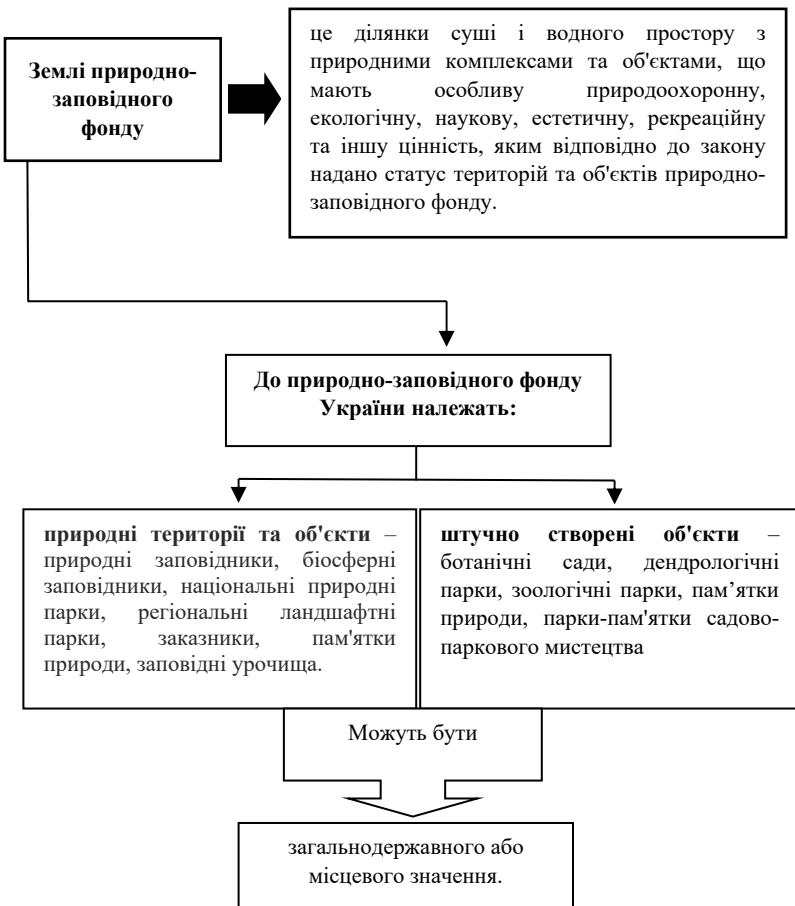 Землі природно-
заповідного
фонду
це ділянки суші і водного простору з
природними комплексами та об'єктами, що
мають особливу природоохоронну,
екологічну, наукову, естетичну, рекреаційну
та іншу цінність, яким відповідно до закону
надано статус територій та об'єктів природно-
заповідного фонду.
До природно-заповідного фонду
України належать:
природні території та об'єкти –
природні заповідники, біосферні
заповідники, національні природні
парки, регіональні ландшафтні
парки, заказники, пам'ятки
природи, заповідні урочища.
штучно створені об'єкти –
ботанічні сади, дендрологічні
парки, зоологічні парки, пам’ятки
природи, парки-пам'ятки садово-
паркового мистецтва
Можуть бути
загальнодержавного або
місцевого значення.